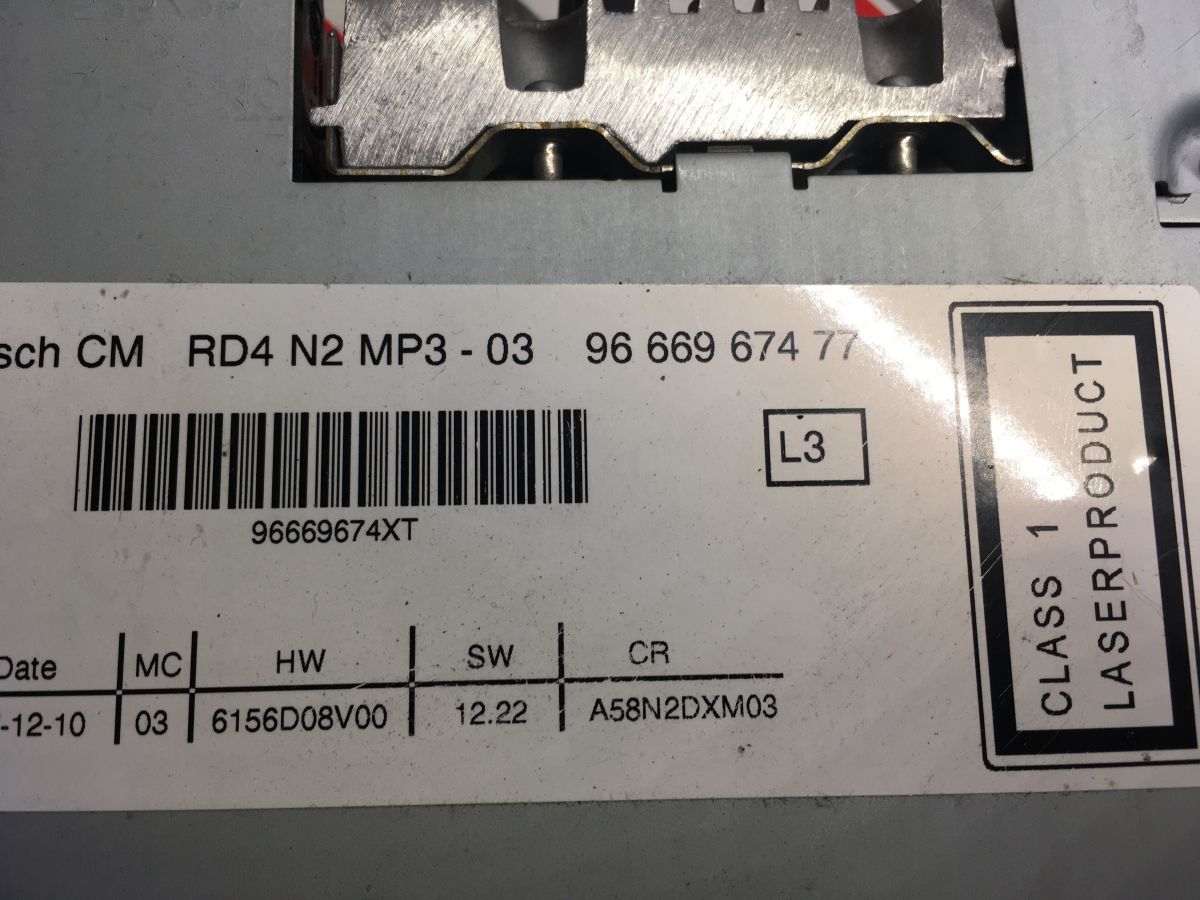 sch CM RD4 N2 MP3 - 03 96 669 674 77
L3
96669674XT
Date MC HW SW CR
-12-10 03 6156D08V00 12.22 A58N2DXM03
CLASS 1
LASERPRODUCT